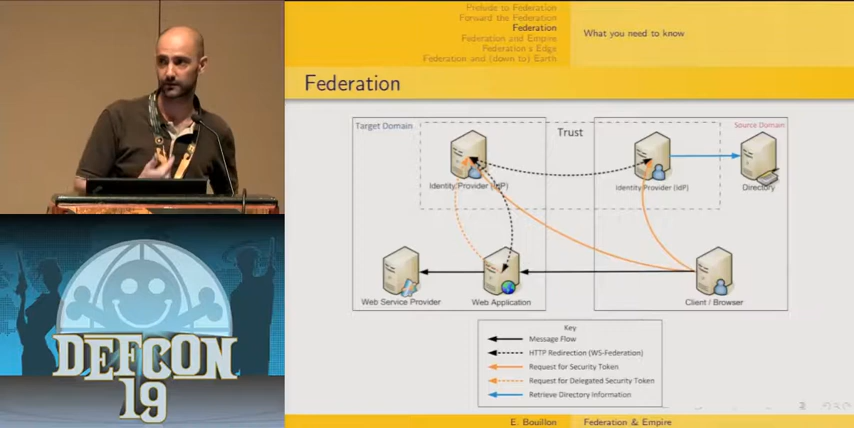 Prelude to Federation
Forward the Federation
Federation
Federation and Empire
Federation's Edge
Federation and (down to) Earth
What you need to know
Federation
Target Domain
Trust
Source Domain
Identity Provider (IdP)
Identity Provider (IdP)
Directory
Web Service Provider
Web Application
Client / Browser
Key
Message Flow
HTTP Redirection (WS-Federation)
Request for Security Token
Request for Delegated Security Token
Retrieve Directory Information
E. Bouillon
Federation & Empire
DEFCON
19